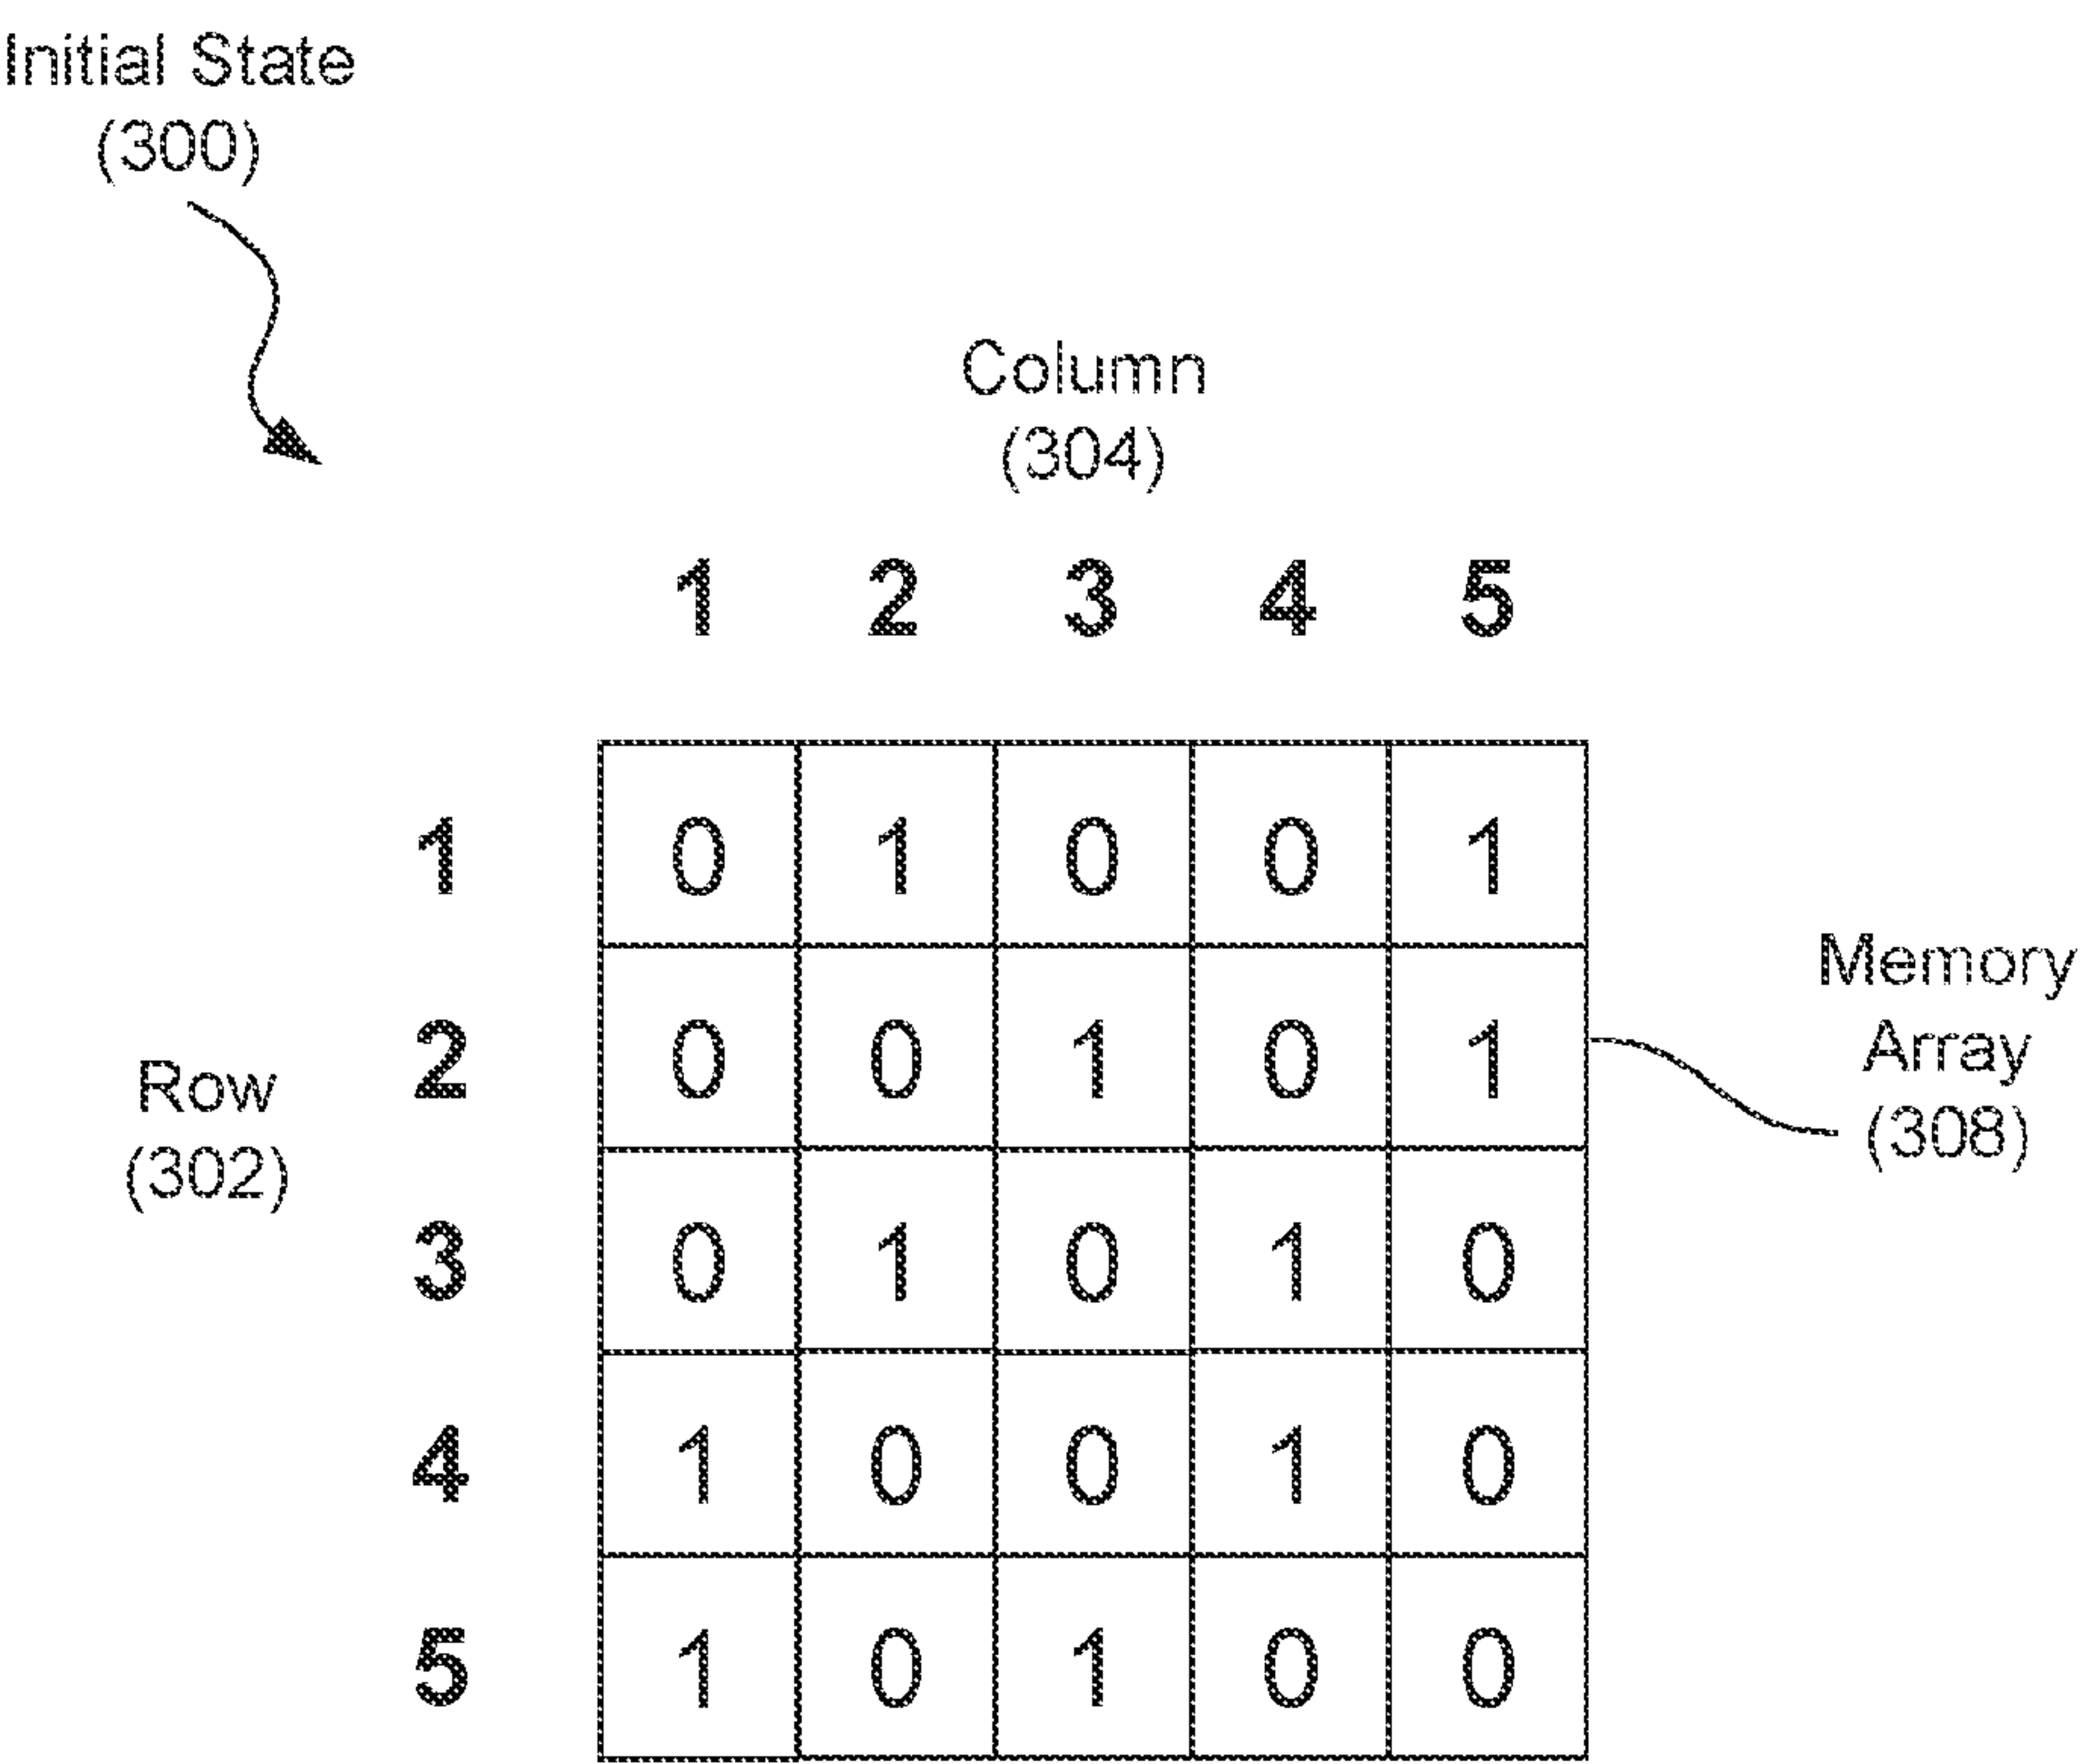 Initial State
(300)
Column
(304)
1 2 3 4 5
1 0 1 0 0 1
2 0 0 1 0 1
3 0 1 0 1 0
4 1 0 0 1 0
5 1 0 1 0 0
Row
(302)
Memory
Array
(308)